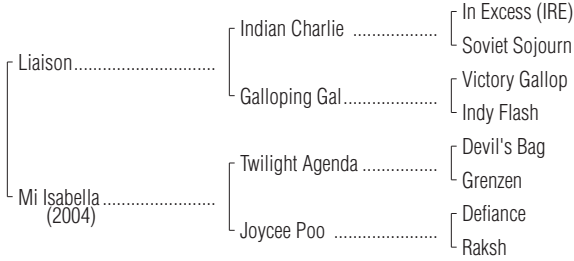 In Excess (IRE)
Indian Charlie ....................
Soviet Sojourn
Liaison..............................
Victory Gallop
Galloping Gal......................
Indy Flash
Devil's Bag
Twilight Agenda .................
Grenzen
Mi Isabella ........................
(2004)
Defiance
Joycee Poo .......................
Raksh